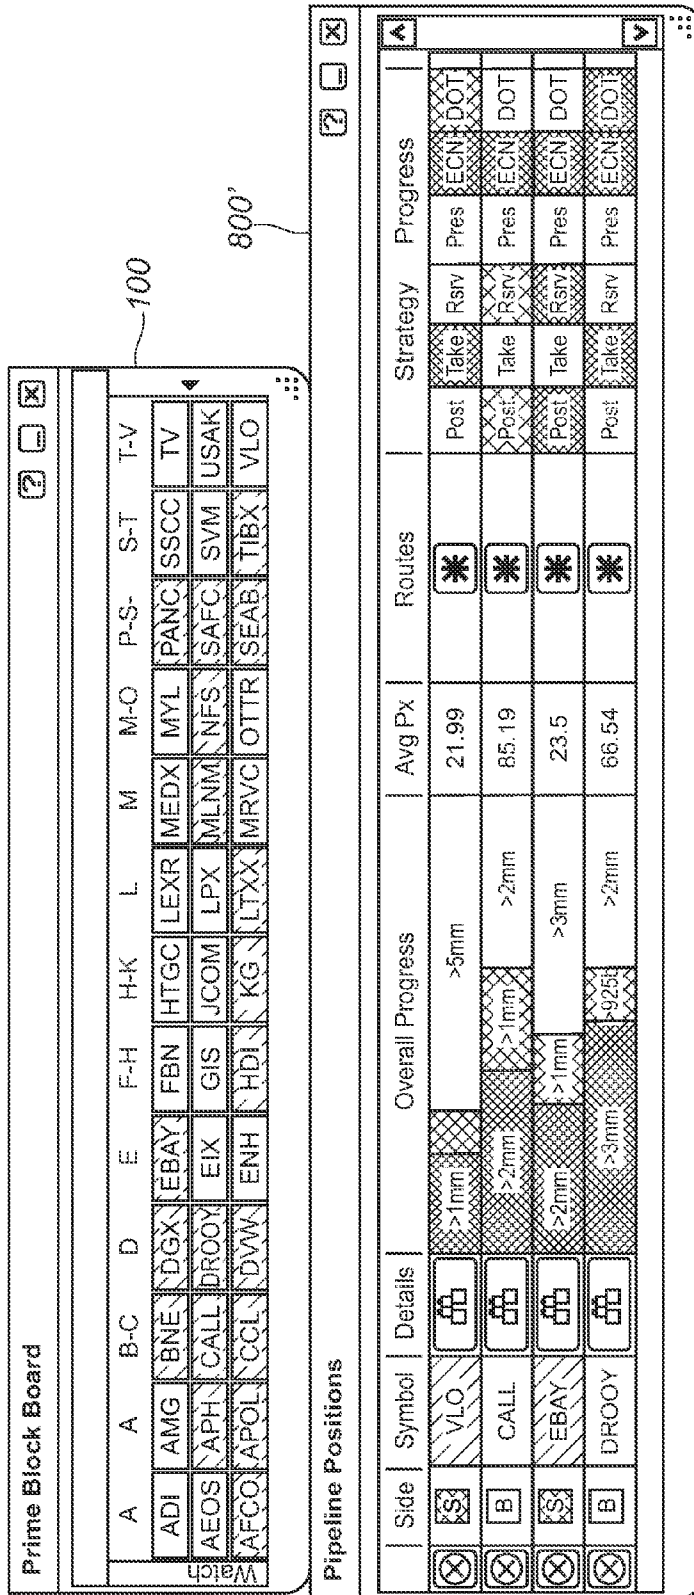 Prime Block Board
? _ X
A A B-C D E F-H H-K L M M-O P-S- S-T T-V
Watch
ADI AMG BNE DGX EBAY FBN HTGC LEXR MEDX MYL PANC SSCC TV
AEOS APH CALL DROOY EIX GIS JCOM LPX MLNM NFS SAFC SVM USAK
AFCO APOL CCL DVW ENH HDI KG LTXX MRVC OTTR SEAB TIBX VLO
100
800'
Pipeline Positions
? _ X
Side Symbol Details Overall Progress Avg Px Routes Strategy Progress
S VLO >1mm >5mm 21.99 Post Take Rsrv Pres ECN DOT
B CALL >2mm >1mm >2mm 85.19 Post Take Rsrv Pres ECN DOT
S EBAY >2mm >1mm >3mm 23.5 Post Take Rsrv Pres ECN DOT
B DROOY >3mm >925t >2mm 66.54 Post Take Rsrv Pres ECN DOT